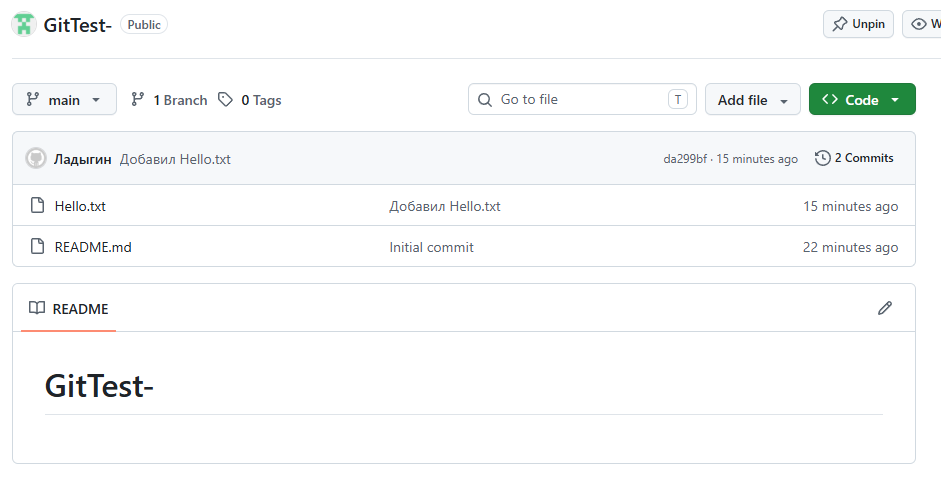 GitTest- Public Unpin
main 1 Branch 0 Tags Go to file T Add file Code
Ладыгин Добавил Hello.txt da299bf · 15 minutes ago 2 Commits
Hello.txt Добавил Hello.txt 15 minutes ago
README.md Initial commit 22 minutes ago
README
GitTest-